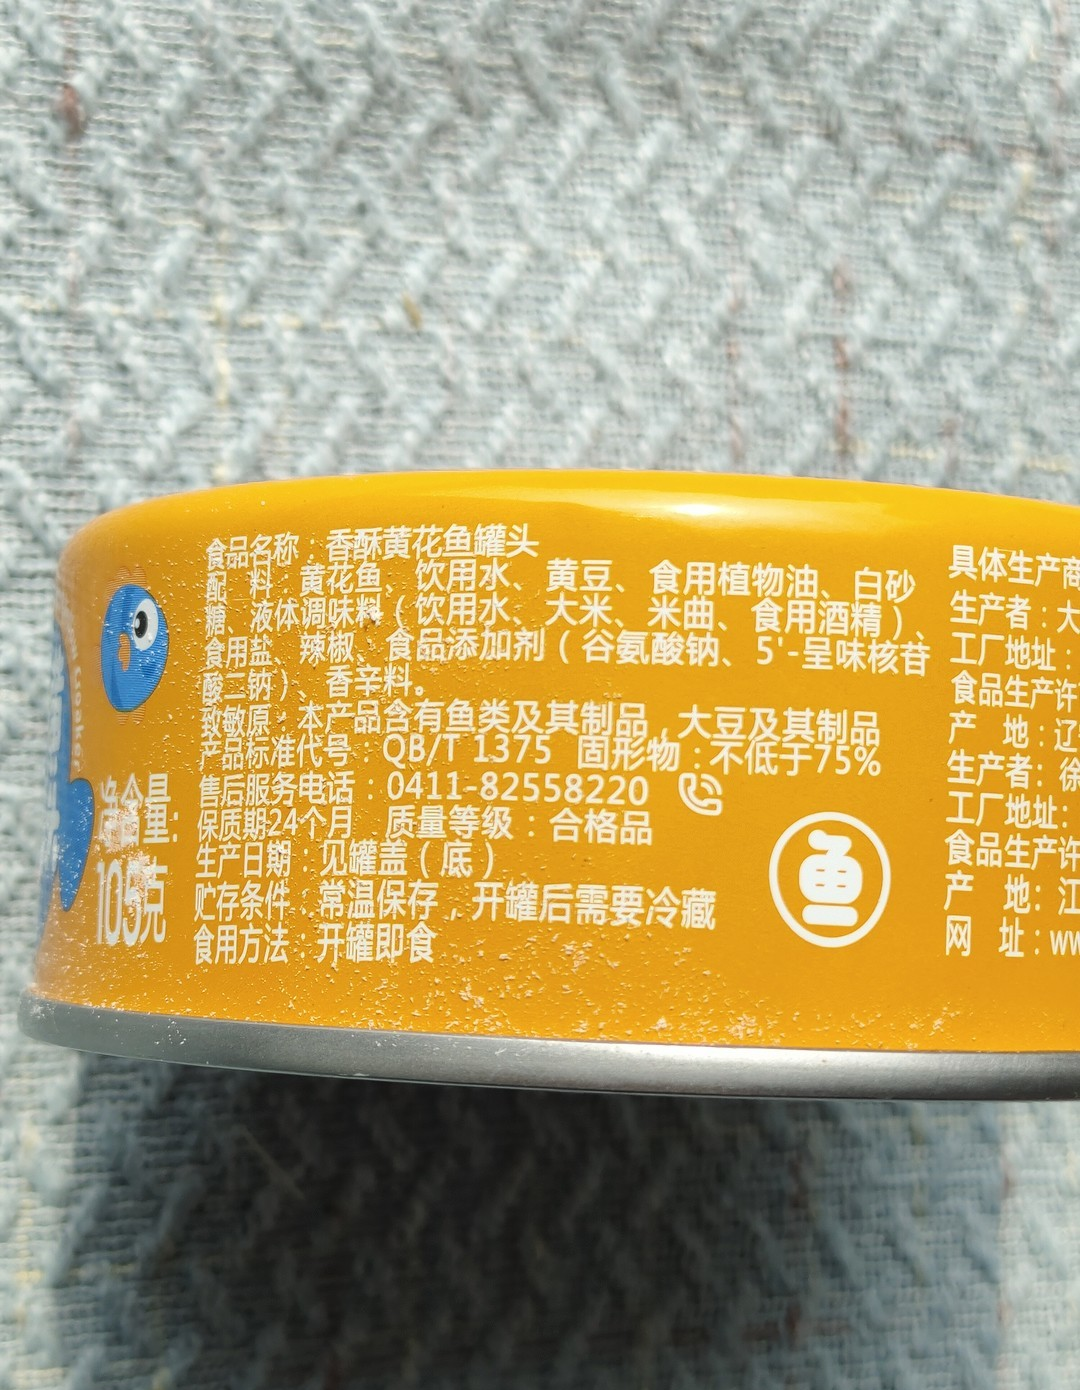 食品名称：香酥黄花鱼罐头
配 料：黄花鱼、饮用水、黄豆、食用植物油、白砂
糖、液体调味料（饮用水、大米、米曲、食用酒精）、
食用盐、辣椒、食品添加剂（谷氨酸钠、5'-呈味核苷
酸二钠）、香辛料。
致敏原：本产品含有鱼类及其制品，大豆及其制品
产品标准代号：QB/T 1375 固形物：不低于75%
售后服务电话：0411-82558220
保质期24个月 质量等级：合格品
生产日期：见罐盖（底）
贮存条件：常温保存，开罐后需要冷藏
食用方法：开罐即食
净含量:
105克
鱼
具体生产商
生产者：大
工厂地址：
食品生产许
产 地：辽
生产者：徐
工厂地址：
食品生产许
产 地：江
网 址：ww